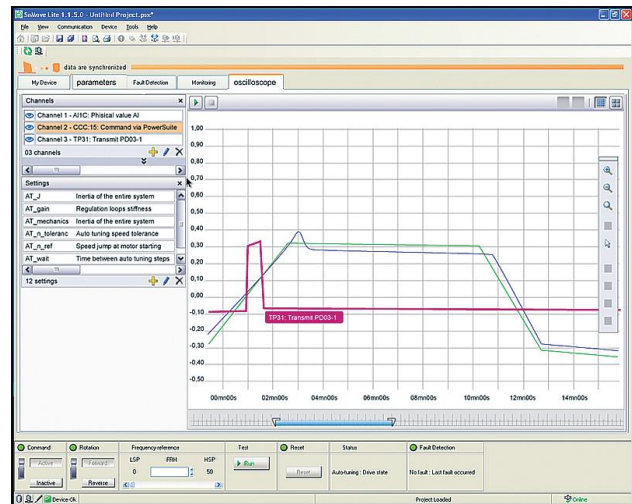 SoMove Lite 1.1.5.0 - Untitled Project.psx*
File View Communication Device Tools Help
data are synchronized
My Device parameters Fault Detection Monitoring oscilloscope
Channels
Channel 1 - AI1C: Phisical value AI
Channel 2 - CCC:15: Command via PowerSuite
Channel 3 - TP31: Transmit PD03-1
03 channels
Settings
AT_J Inertia of the entire system
AT_gain Regulation loops stiffness
AT_mechanics Inertia of the entire system
AT_n_toleranc Auto tuning speed tolerance
AT_n_ref Speed jump at motor starting
AT_wait Time between auto tuning steps
12 settings
1,00
0,90
0,80
0,70
0,60
0,50
0,40
0,30
0,20
0,10
0,00
-0,10
-0,20
-0,30
-0,40
-0,50
TP31: Transmit PD03-1
00mn00s 02mn00s 04mn00s 06mn00s 08mn00s 10mn00s 12mn00s 14mn00s
Command Rotation Frequency reference Test Reset Status Fault Detection
Active Forward LSP FRH HSP Run
0 50 Reset Auto-tuning : Drive state No fault : Last fault occurred
Inactive Reverse
Device Ok Project Loaded Online